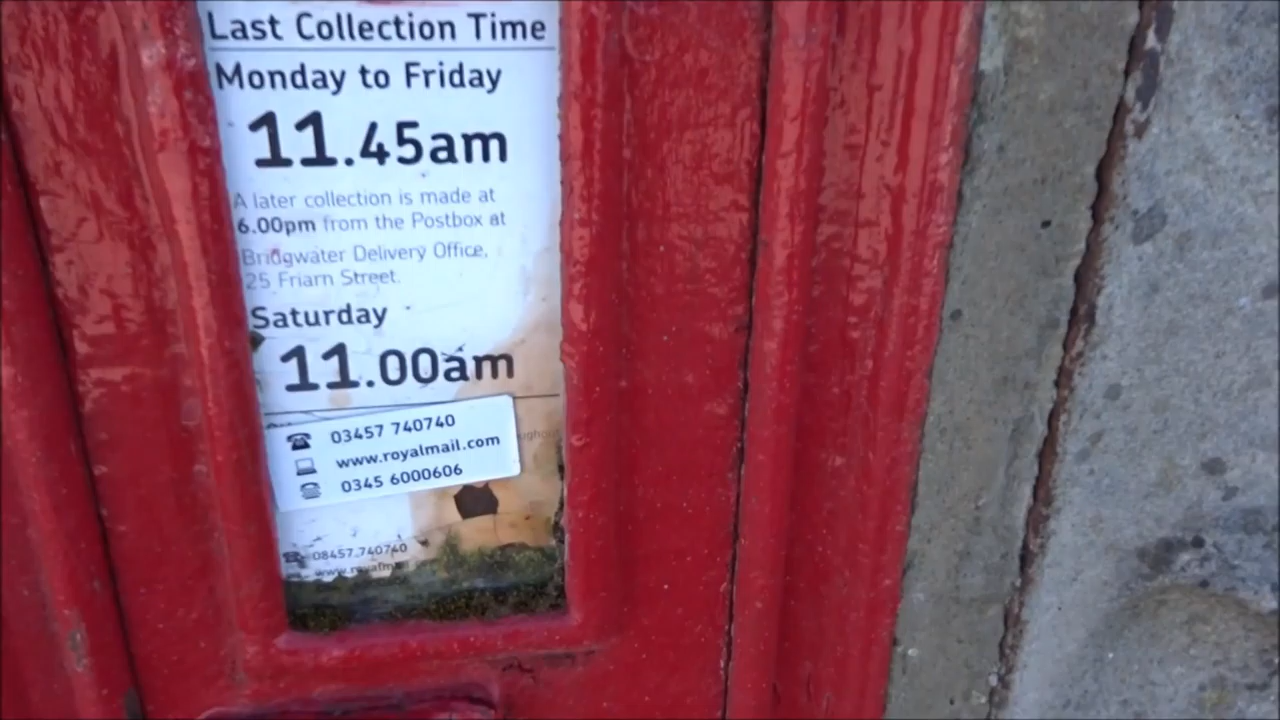 Last Collection Time
Monday to Friday
11.45am
A later collection is made at
6.00pm from the Postbox at
Bridgwater Delivery Office,
25 Friarn Street.
Saturday
11.00am
03457 740740
www.royalmail.com
0345 6000606
08457 740740